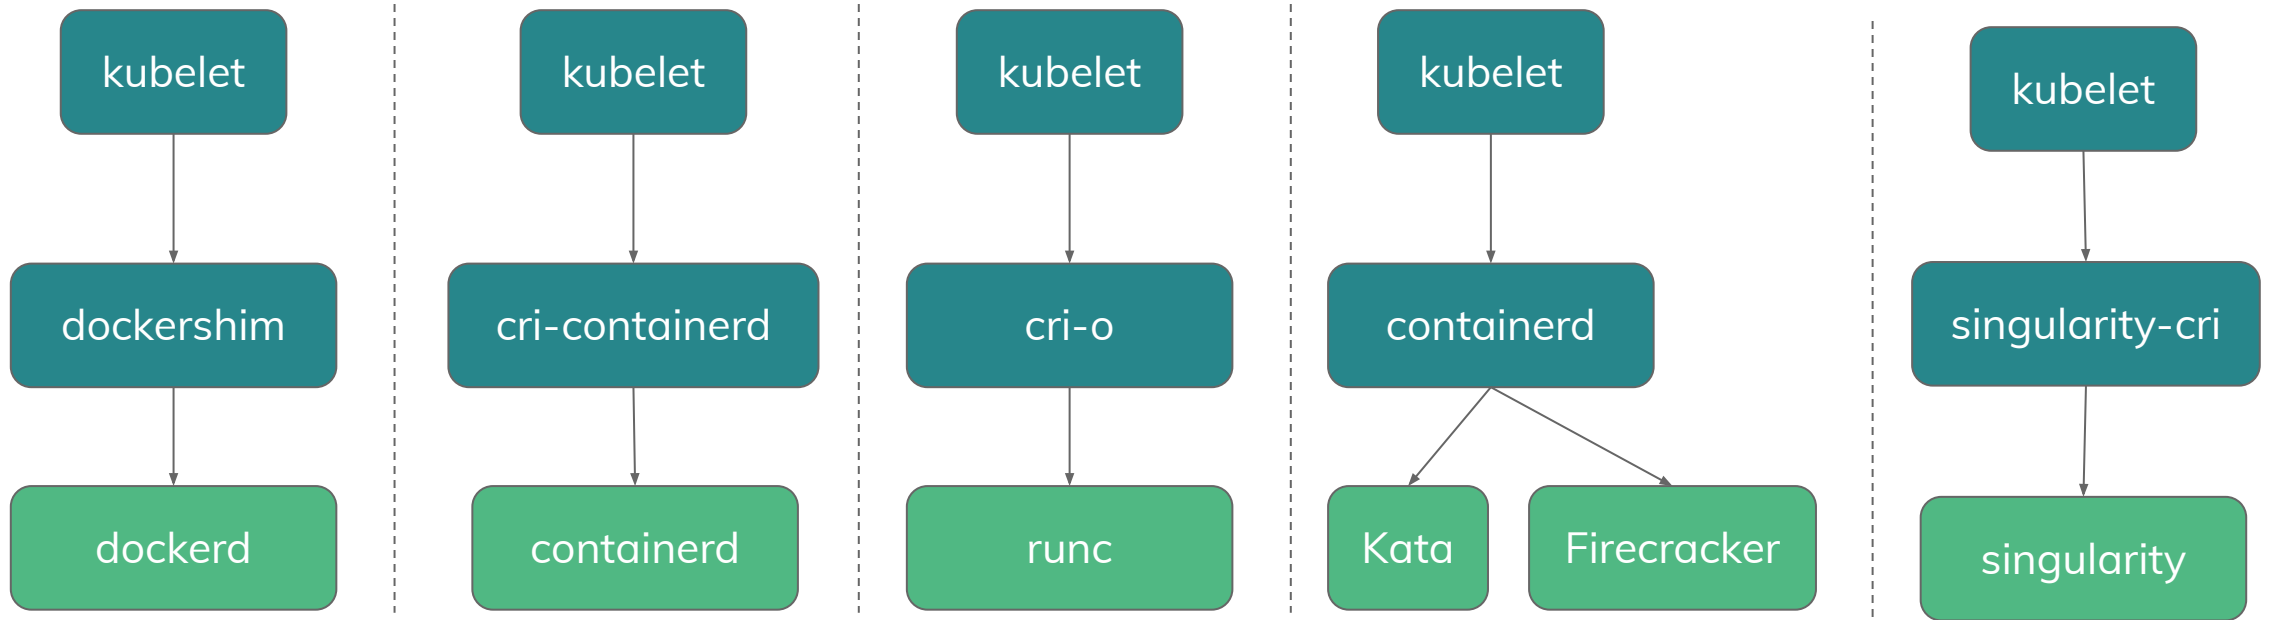 kubelet
kubelet
kubelet
kubelet
kubelet
dockershim
cri-containerd
cri-o
containerd
singularity-cri
dockerd
containerd
runc
Kata
Firecracker
singularity